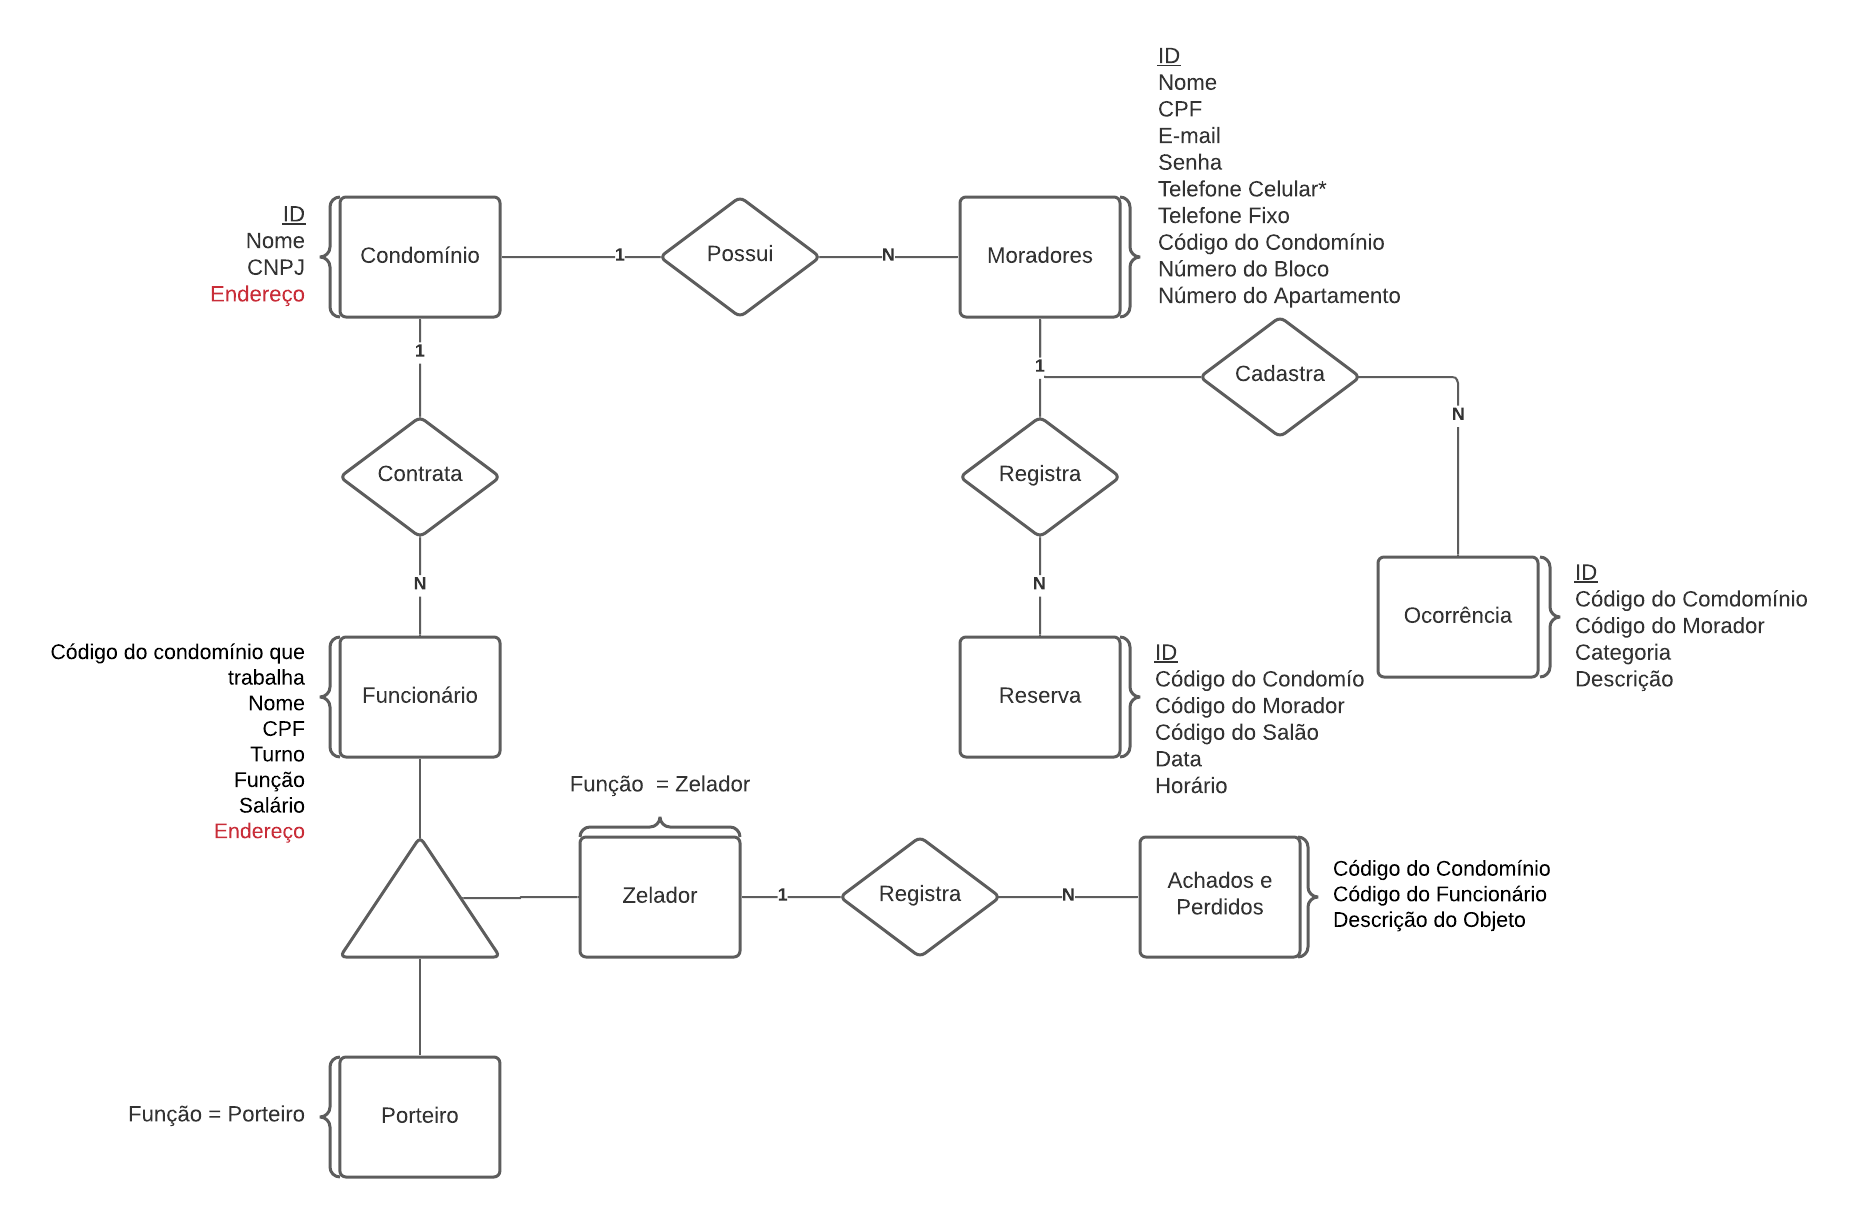 ID
Nome
CPF
E-mail
Senha
Telefone Celular*
Telefone Fixo
Código do Condomínio
Número do Bloco
Número do Apartamento
ID
Nome
CNPJ
Endereço
Condomínio
1
Possui
N
Moradores
1
1
Cadastra
N
Contrata
Registra
N
N
Ocorrência
ID
Código do Comdomínio
Código do Morador
Categoria
Descrição
Código do condomínio que
trabalha
Nome
CPF
Turno
Função
Salário
Endereço
Funcionário
Reserva
ID
Código do Condomío
Código do Morador
Código do Salão
Data
Horário
Função = Zelador
Zelador
1
Registra
N
Achados e
Perdidos
Código do Condomínio
Código do Funcionário
Descrição do Objeto
Função = Porteiro
Porteiro